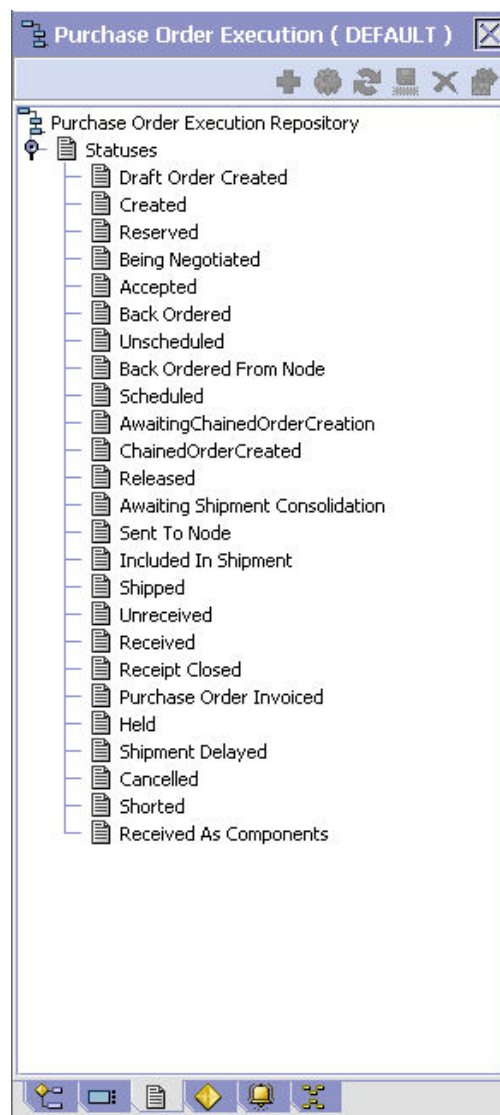 Purchase Order Execution ( DEFAULT )
Purchase Order Execution Repository
Statuses
Draft Order Created
Created
Reserved
Being Negotiated
Accepted
Back Ordered
Unscheduled
Back Ordered From Node
Scheduled
AwaitingChainedOrderCreation
ChainedOrderCreated
Released
Awaiting Shipment Consolidation
Sent To Node
Included In Shipment
Shipped
Unreceived
Received
Receipt Closed
Purchase Order Invoiced
Held
Shipment Delayed
Cancelled
Shorted
Received As Components